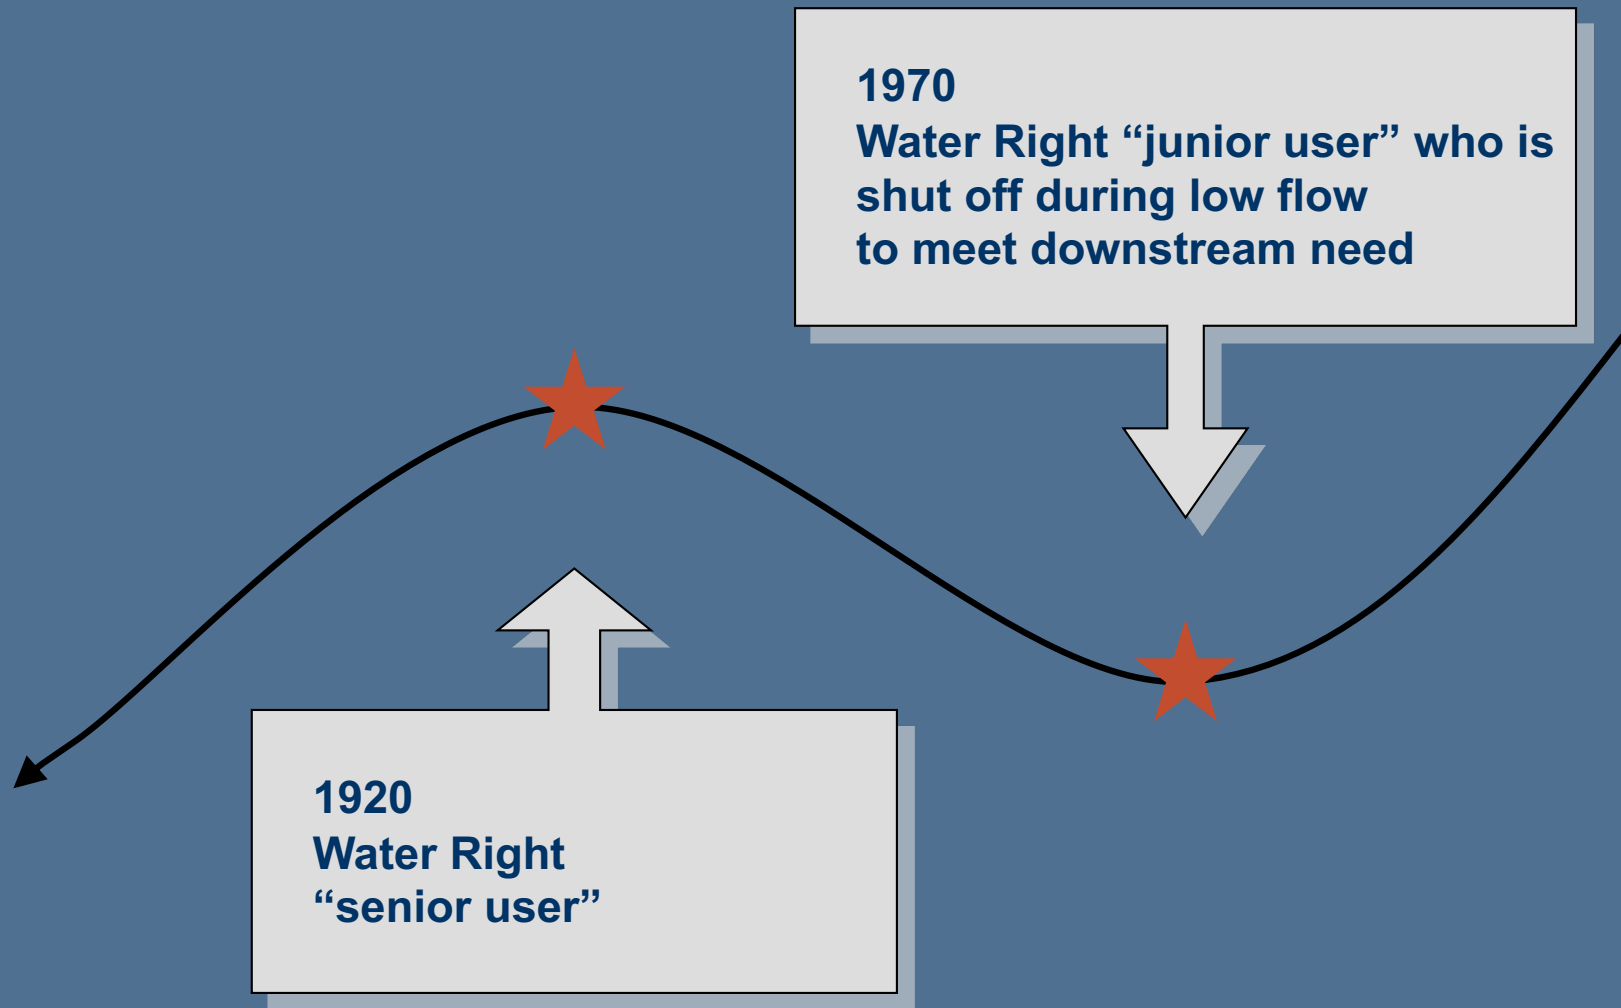 1970
Water Right “junior user” who is
shut off during low flow
to meet downstream need
1920
Water Right
“senior user”